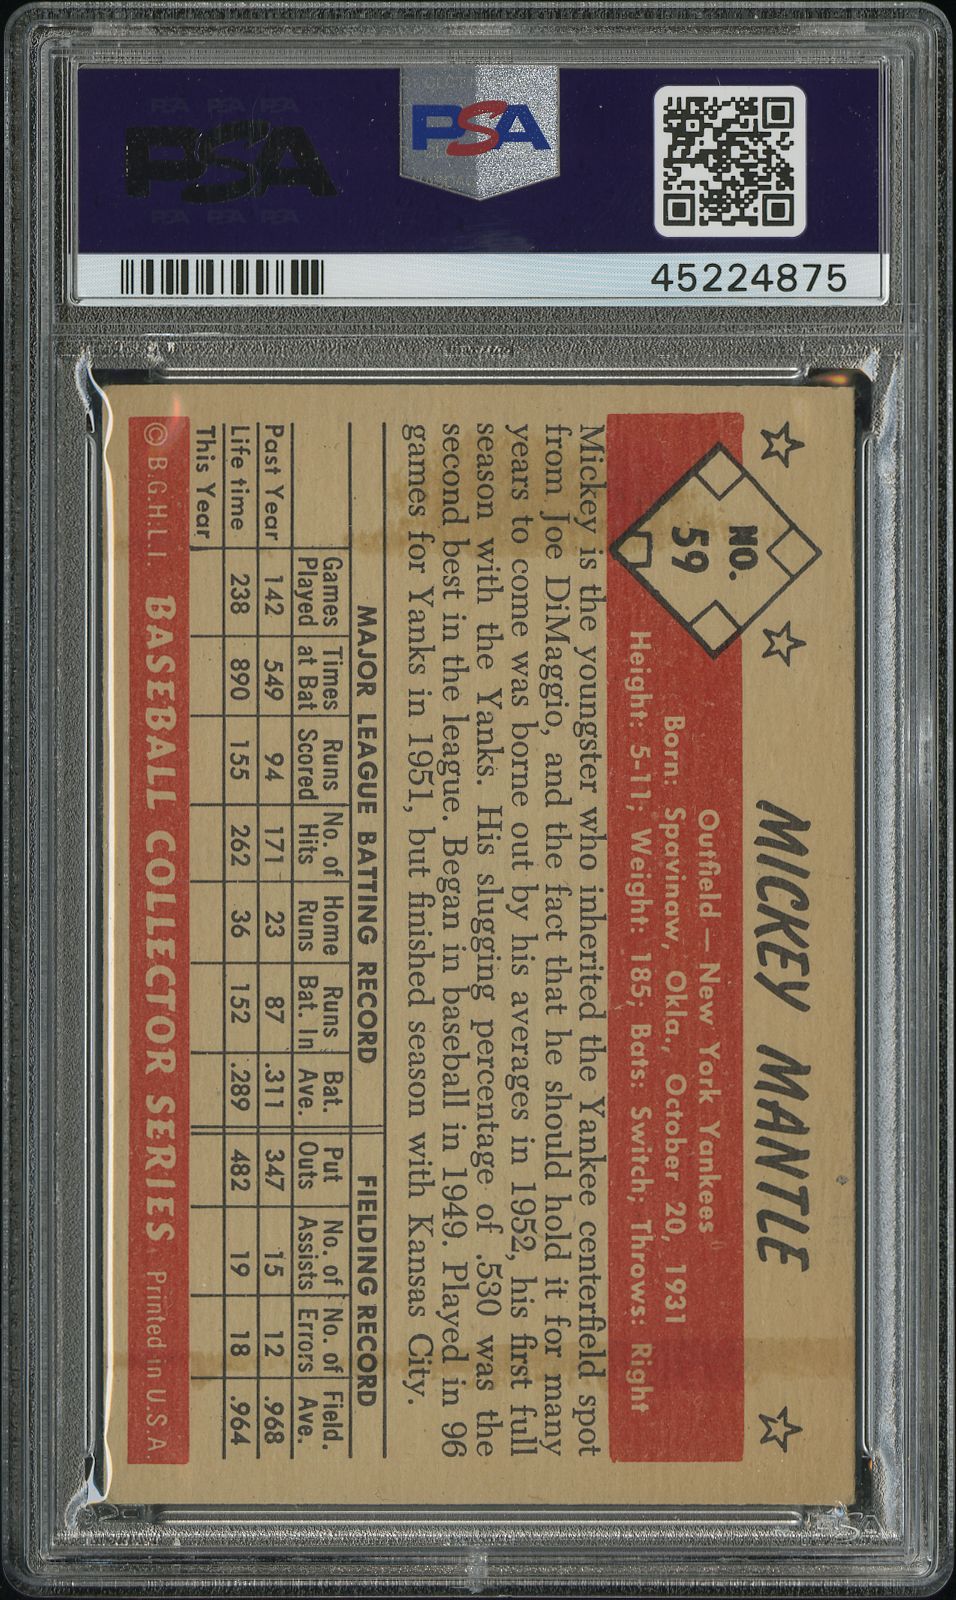 PSA PSA PSA
PSA
PSA PSA PSA
PSA
45224875
MICKEY MANTLE
NO.
59
Outfield — New York Yankees
Born: Spavinaw, Okla., October 20, 1931
Height: 5-11; Weight: 185; Bats: Switch; Throws: Right
Mickey is the youngster who inherited the Yankee centerfield spot
from Joe DiMaggio, and the fact that he should hold it for many
years to come was borne out by his averages in 1952, his first full
season with the Yanks. His slugging percentage of .530 was the
second best in the league. Began in baseball in 1949. Played in 96
games for Yanks in 1951, but finished season with Kansas City.
MAJOR LEAGUE BATTING RECORD FIELDING RECORD
Games Times Runs No. of Home Runs Bat. Put No. of No. of Field.
Played at Bat Scored Hits Runs Bat. In Ave. Outs Assists Errors Ave.
Past Year 142 549 94 171 23 87 .311 347 15 12 .968
Life time 238 890 155 262 36 152 .289 482 19 18 .964
This Year
© B.G.H.L.I. BASEBALL COLLECTOR SERIES Printed in U.S.A
PSA